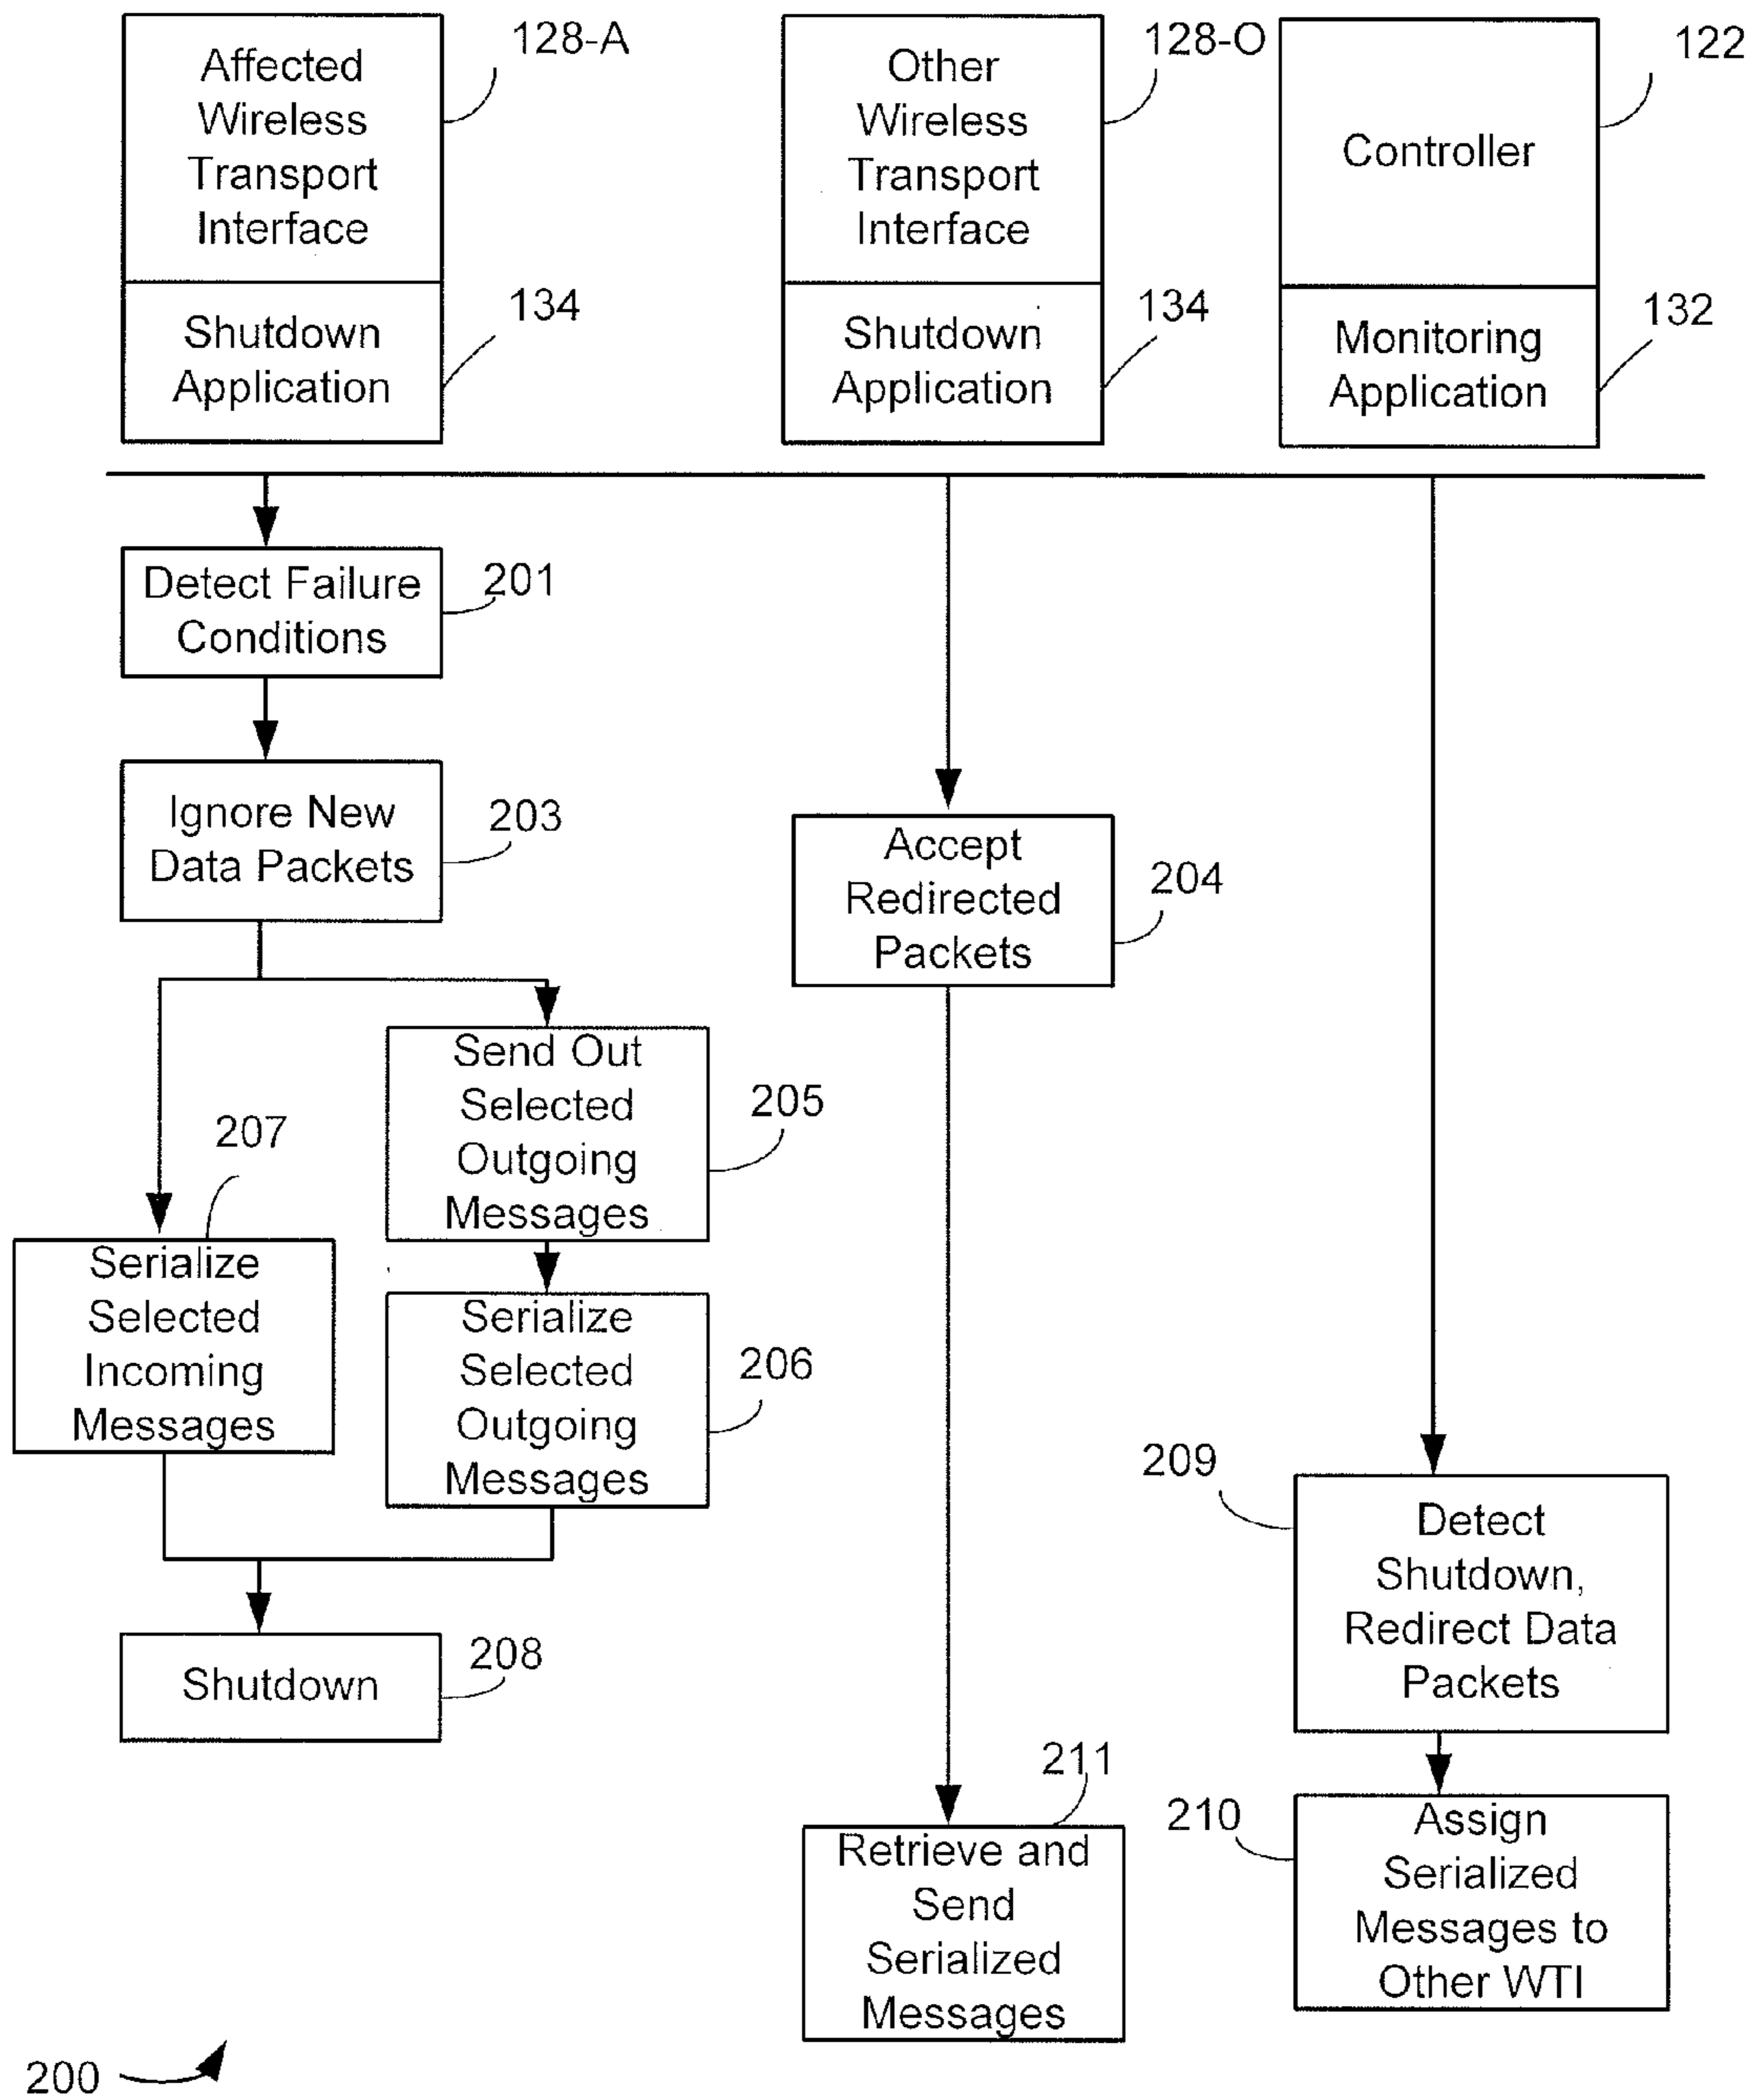 Affected
Wireless
Transport
Interface
128-A
Shutdown
Application
134
Other
Wireless
Transport
Interface
128-O
Shutdown
Application
134
Controller
122
Monitoring
Application
132
Detect Failure
Conditions
201
Ignore New
Data Packets
203
Accept
Redirected
Packets
204
Send Out
Selected
Outgoing
Messages
205
207
Serialize
Selected
Incoming
Messages
Serialize
Selected
Outgoing
Messages
206
209
Detect
Shutdown,
Redirect Data
Packets
Shutdown
208
211
Retrieve and
Send
Serialized
Messages
210
Assign
Serialized
Messages to
Other WTI
200